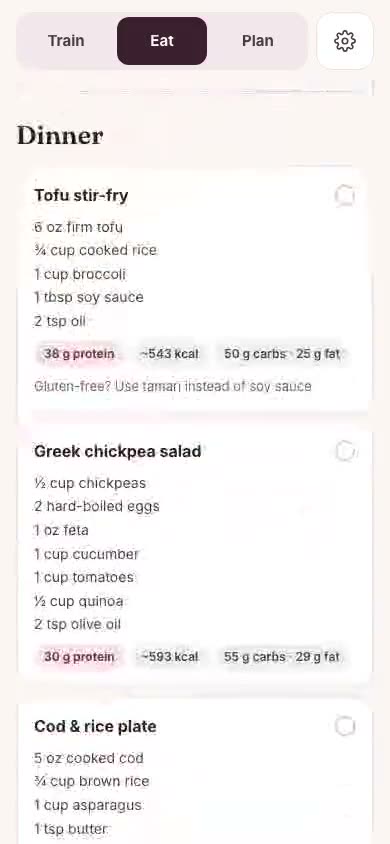 Train
Eat
Plan
Dinner
Tofu stir-fry
6 oz firm tofu
¾ cup cooked rice
1 cup broccoli
1 tbsp soy sauce
2 tsp oil
38 g protein
~543 kcal
50 g carbs · 25 g fat
Gluten-free? Use tamari instead of soy sauce
Greek chickpea salad
½ cup chickpeas
2 hard-boiled eggs
1 oz feta
1 cup cucumber
1 cup tomatoes
½ cup quinoa
2 tsp olive oil
30 g protein
~593 kcal
55 g carbs · 29 g fat
Cod & rice plate
5 oz cooked cod
¾ cup brown rice
1 cup asparagus
1 tsp butter